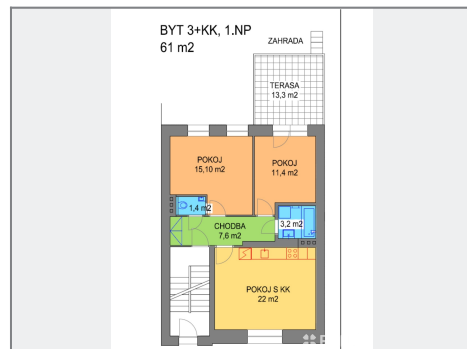 BYT 3+KK, 1.NP
61 m2
ZAHRADA
TERASA
13,3 m2
POKOJ
15,10 m2
POKOJ
11,4 m2
1,4 m2
CHODBA
7,6 m2
3,2 m2
POKOJ S KK
22 m2